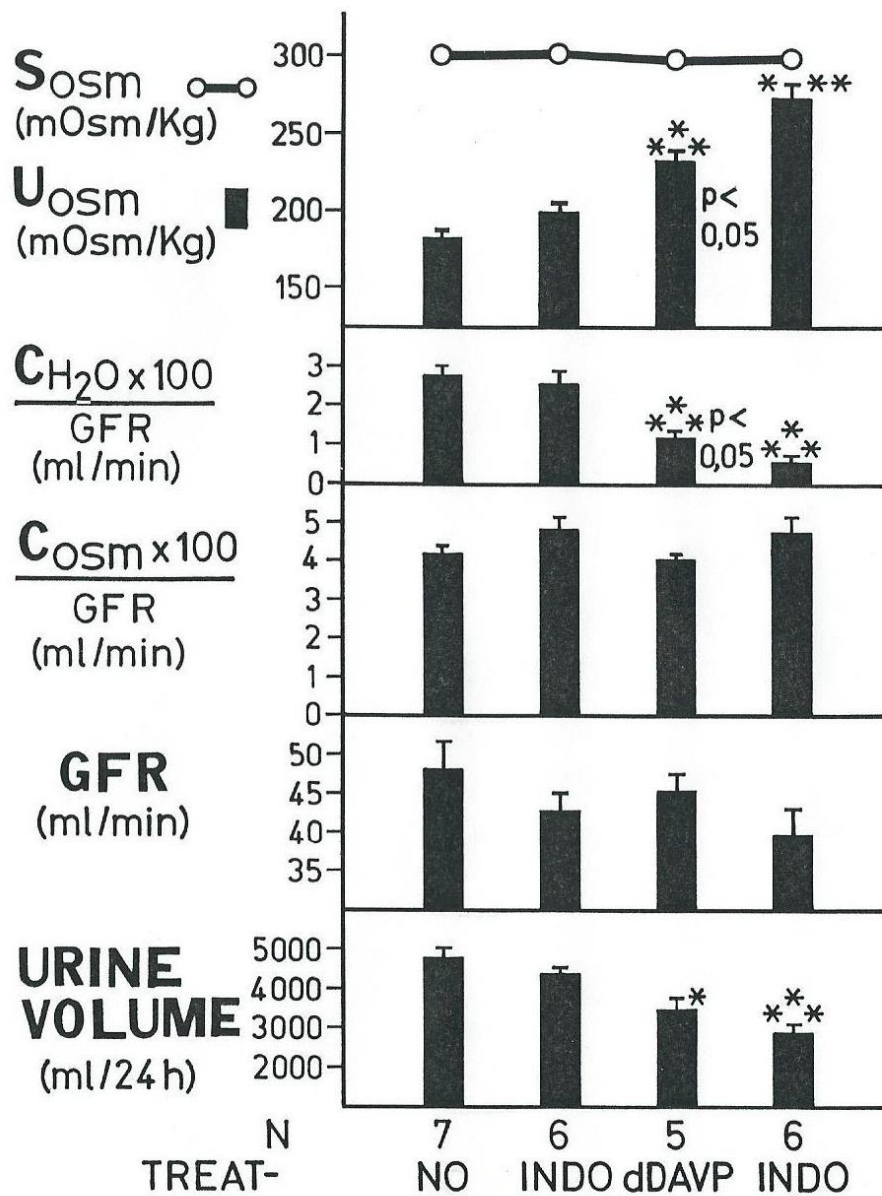 Sosm
(mOsm/Kg)
Uosm
(mOsm/Kg)
300
250
200
150
* **
*
* *
p<
0,05
CH₂O x 100
GFR
(ml/min)
3
2
1
0
*
* *
p<
0,05
*
* *
Cosm x 100
GFR
(ml/min)
5
4
3
2
1
0
GFR
(ml/min)
50
45
40
35
URINE
VOLUME
(ml/24h)
5000
4000
3000
2000
*
*
* *
N 7 6 5 6
TREAT- NO INDO dDAVP INDO